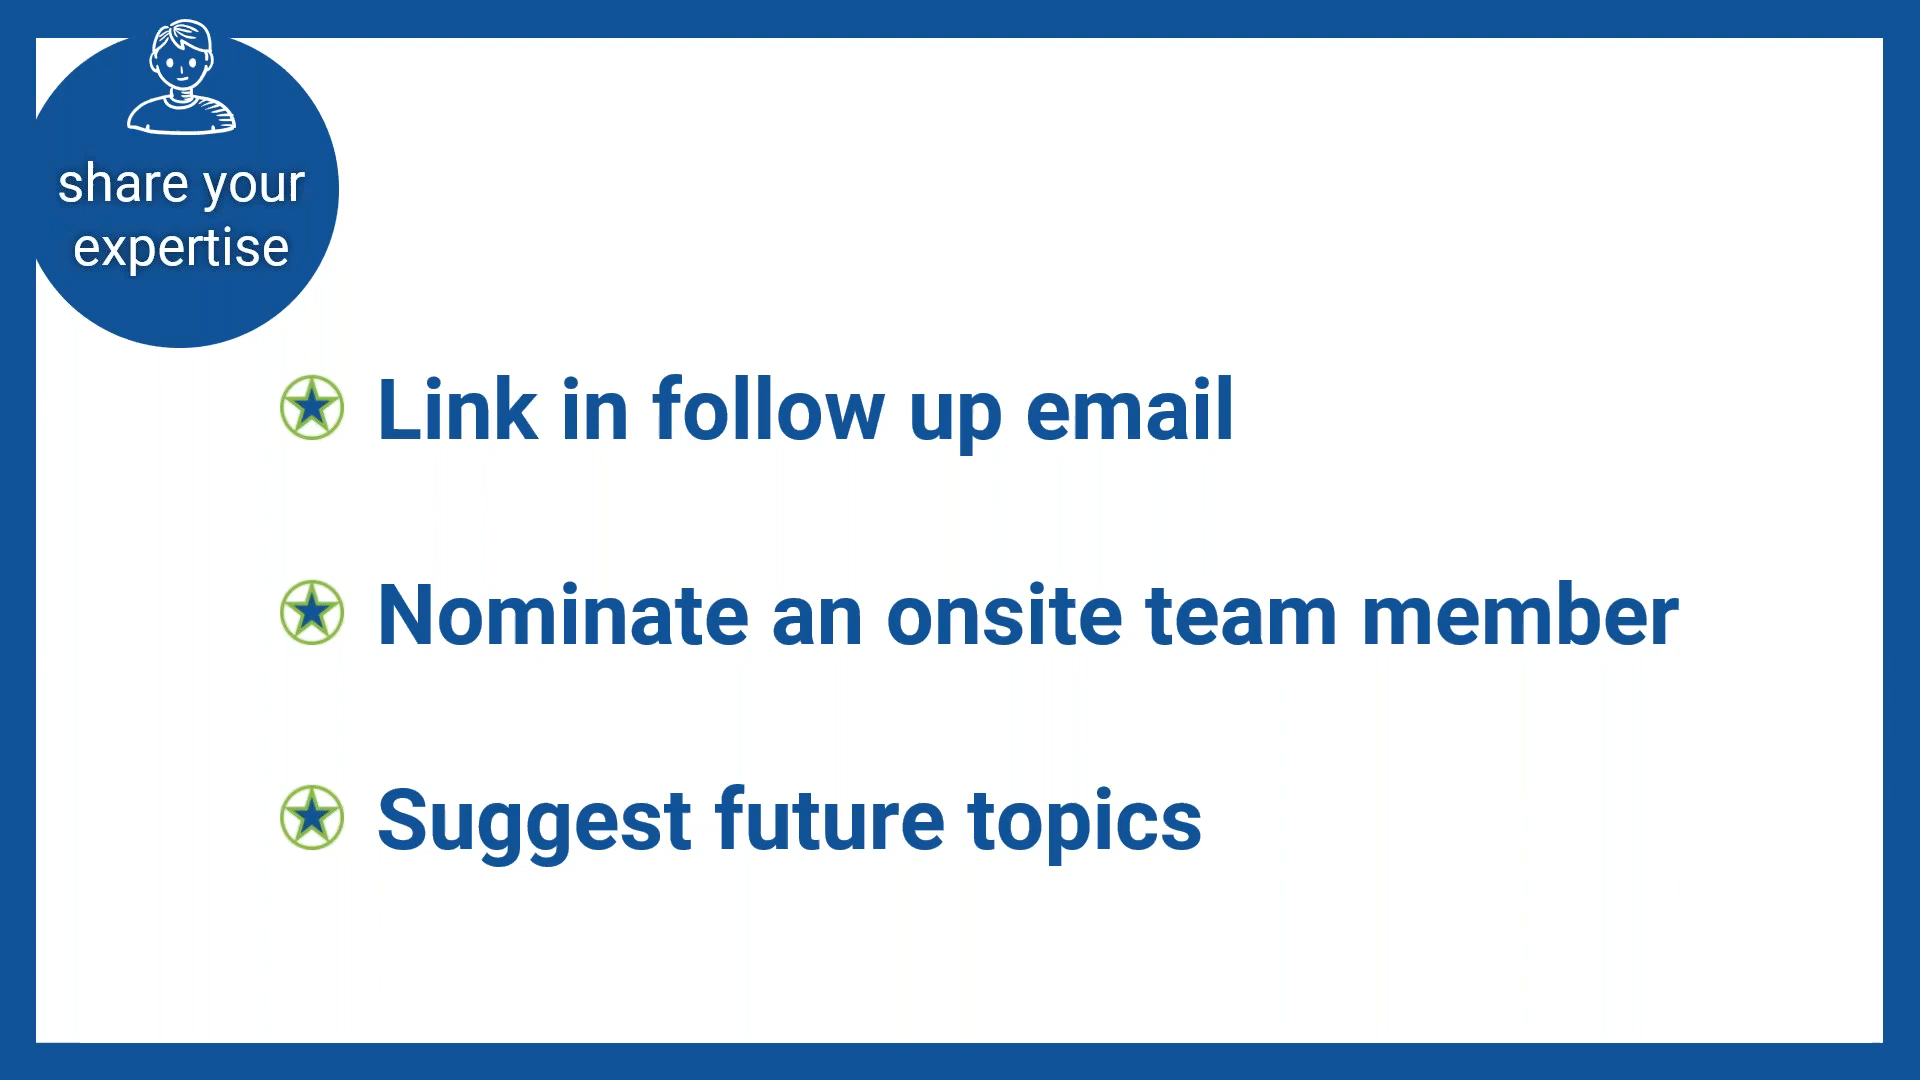 share your
expertise
Link in follow up email
Nominate an onsite team member
Suggest future topics